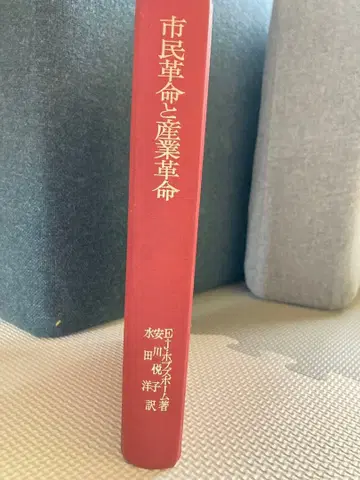 市民革命と産業革命
E・J・ホブズボーム著
安川悦子
水田洋訳